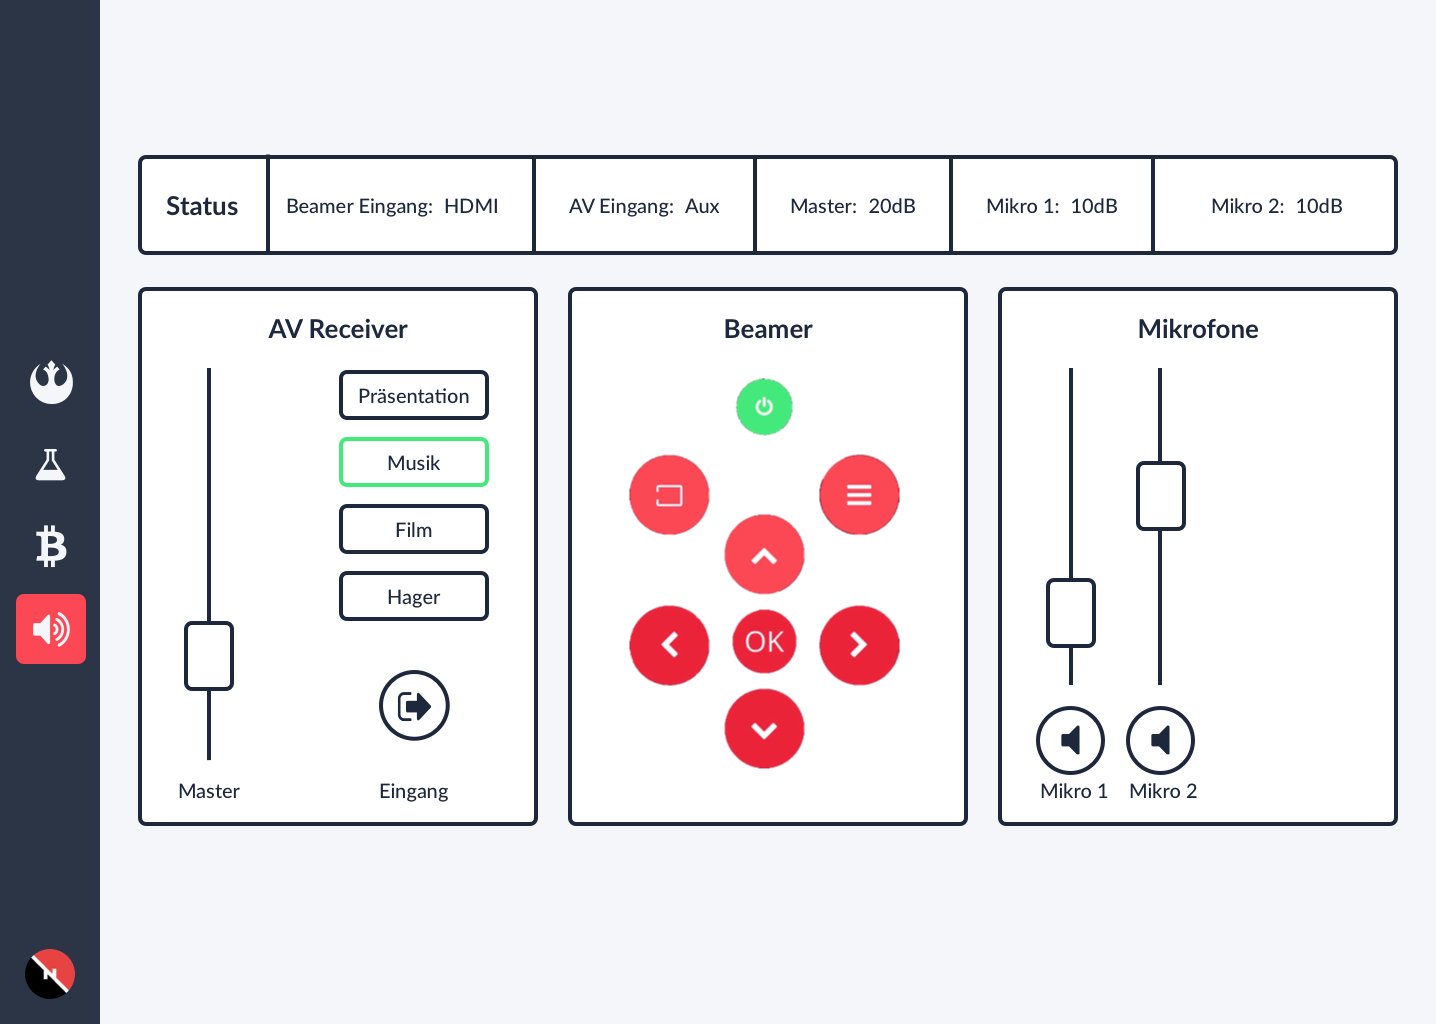 Status
Beamer Eingang: HDMI
AV Eingang: Aux
Master: 20dB
Mikro 1: 10dB
Mikro 2: 10dB
AV Receiver
Präsentation
Musik
Film
Hager
Master
Eingang
Beamer
OK
Mikrofone
Mikro 1
Mikro 2